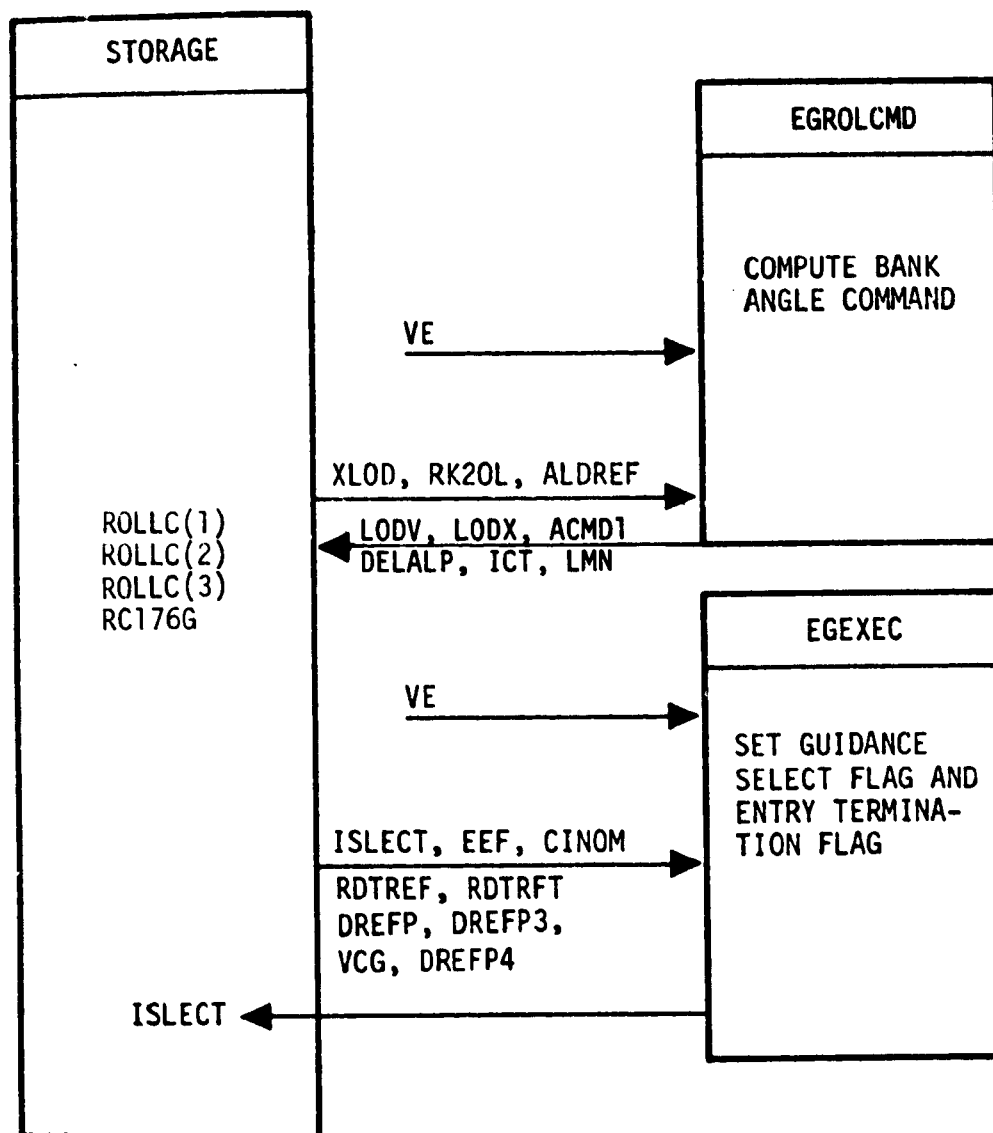 STORAGE
EGROLCMD
COMPUTE BANK
ANGLE COMMAND
VE
XLOD, RK2OL, ALDREF
LODV, LODX, ACMD1
DELALP, ICT, LMN
ROLLC(1)
ROLLC(2)
ROLLC(3)
RC176G
EGEXEC
VE
SET GUIDANCE
SELECT FLAG AND
ENTRY TERMINA-
TION FLAG
ISLECT, EEF, CINOM
RDTREF, RDTRFT
DREFP, DREFP3,
VCG, DREFP4
ISLECT